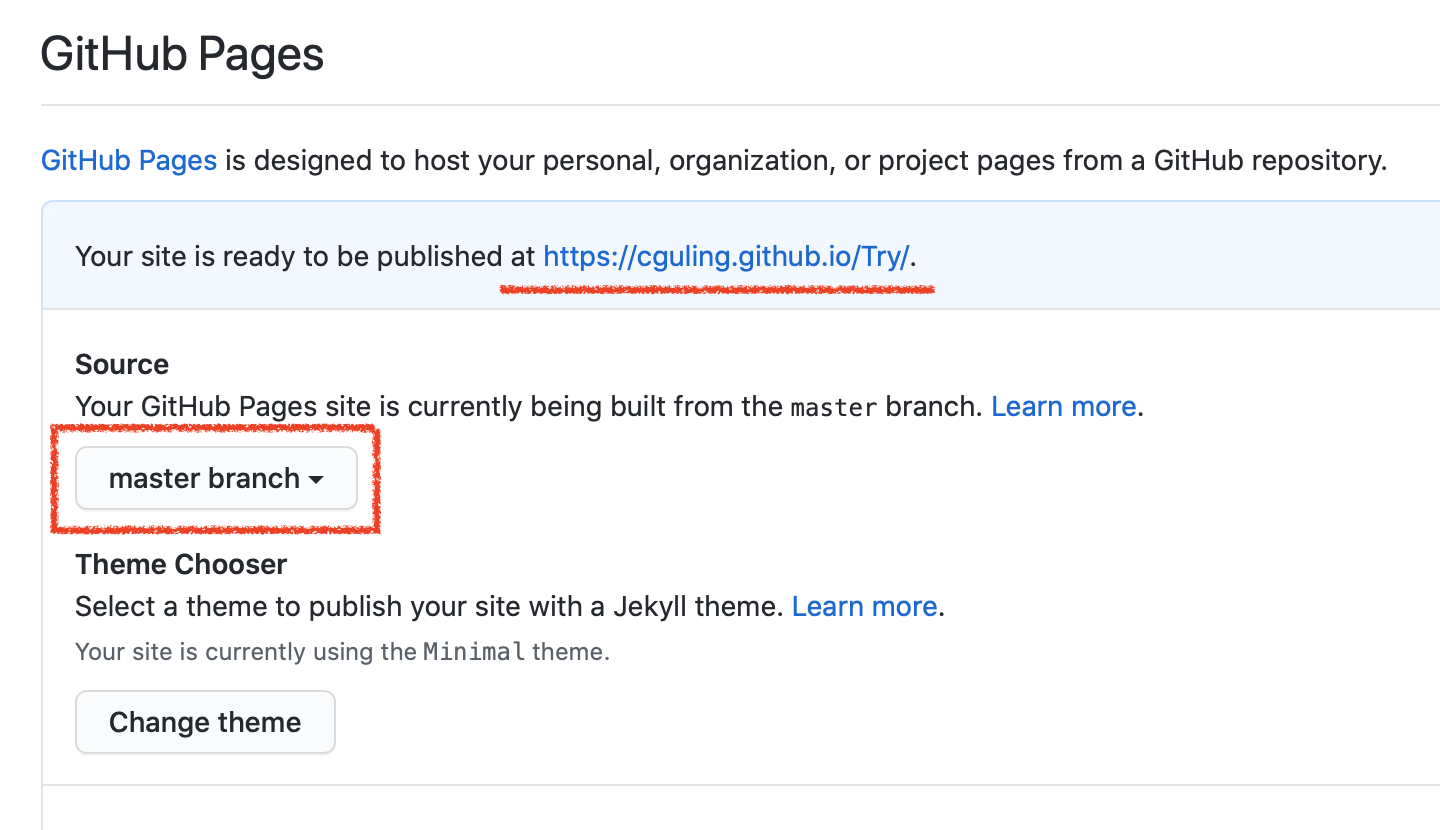 GitHub Pages
GitHub Pages is designed to host your personal, organization, or project pages from a GitHub repository.
Your site is ready to be published at https://cguling.github.io/Try/.
Source
Your GitHub Pages site is currently being built from the master branch. Learn more.
master branch
Theme Chooser
Select a theme to publish your site with a Jekyll theme. Learn more.
Your site is currently using the Minimal theme.
Change theme